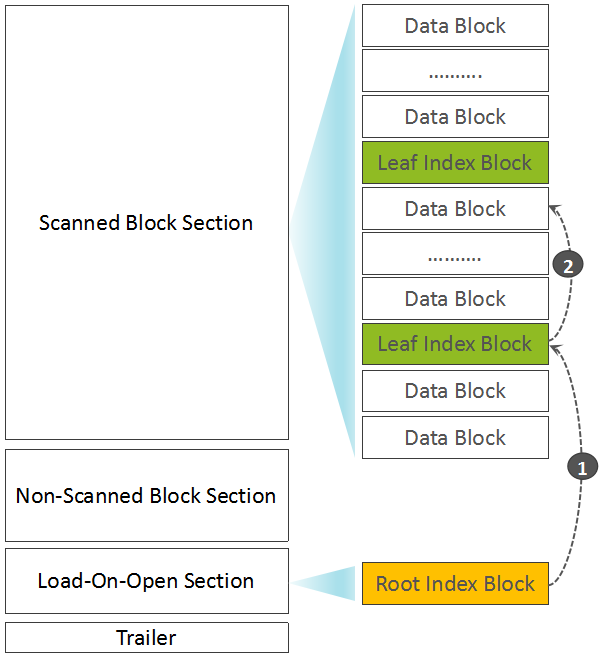 Scanned Block Section
Non-Scanned Block Section
Load-On-Open Section
Trailer
Data Block
..........
Data Block
Leaf Index Block
Data Block
..........
Data Block
Leaf Index Block
Data Block
Data Block
Root Index Block
2
1